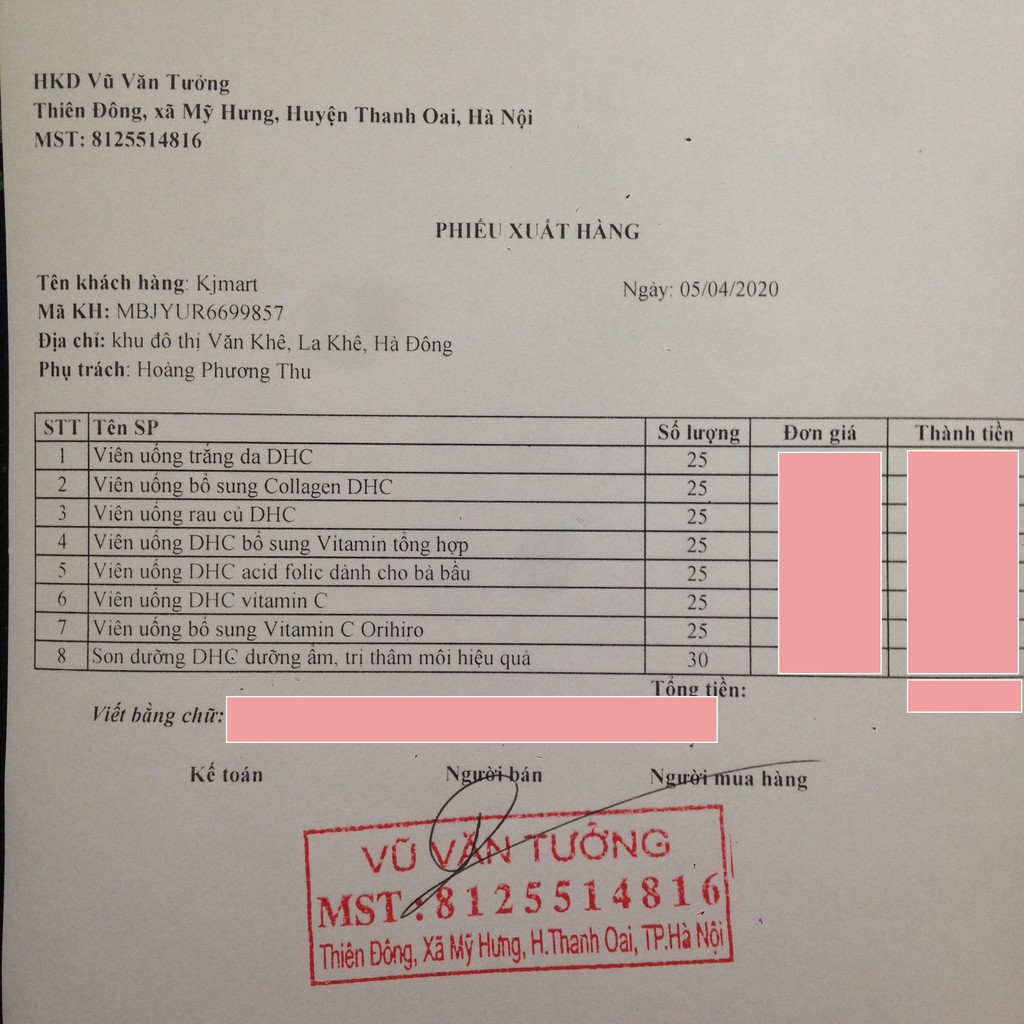 HKD Vũ Văn Tưởng
Thiên Đông, xã Mỹ Hưng, Huyện Thanh Oai, Hà Nội
MST: 8125514816
PHIẾU XUẤT HÀNG
Tên khách hàng: Kjmart
Ngày: 05/04/2020
Mã KH: MBJYUR6699857
Địa chỉ: khu đô thị Văn Khê, La Khê, Hà Đông
Phụ trách: Hoàng Phương Thu
STT Tên SP Số lượng Đơn giá Thành tiền
1 Viên uống trắng da DHC 25
2 Viên uống bổ sung Collagen DHC 25
3 Viên uống rau củ DHC 25
4 Viên uống DHC bổ sung Vitamin tổng hợp 25
5 Viên uống DHC acid folic dành cho bà bầu 25
6 Viên uống DHC vitamin C 25
7 Viên uống bổ sung Vitamin C Orihiro 25
8 Son dưỡng DHC dưỡng ẩm, trị thâm môi hiệu quả 30
Tổng tiền:
Viết bằng chữ:
Kế toán Người bán Người mua hàng
VŨ VĂN TƯỞNG
MST: 8125514816
Thiên Đông, Xã Mỹ Hưng, H.Thanh Oai, TP.Hà Nội